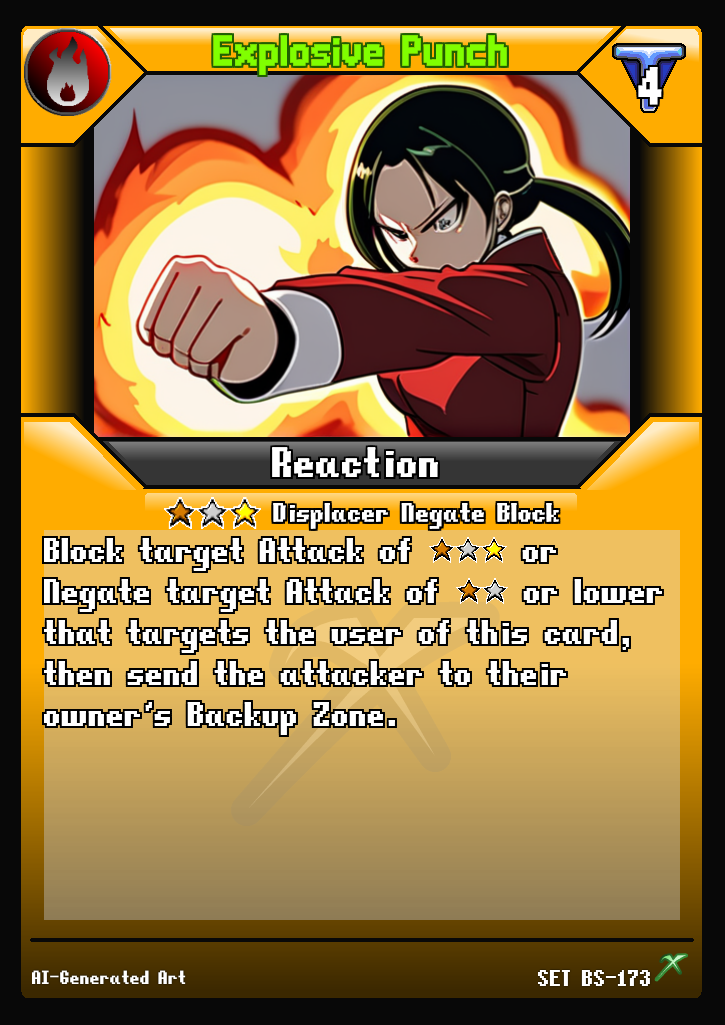 Explosive Punch
4
Reaction
Displacer Negate Block
Block target Attack of ★★★ or
Negate target Attack of ★★ or lower
that targets the user of this card,
then send the attacker to their
owner's Backup Zone.
AI-Generated Art
SET BS-173